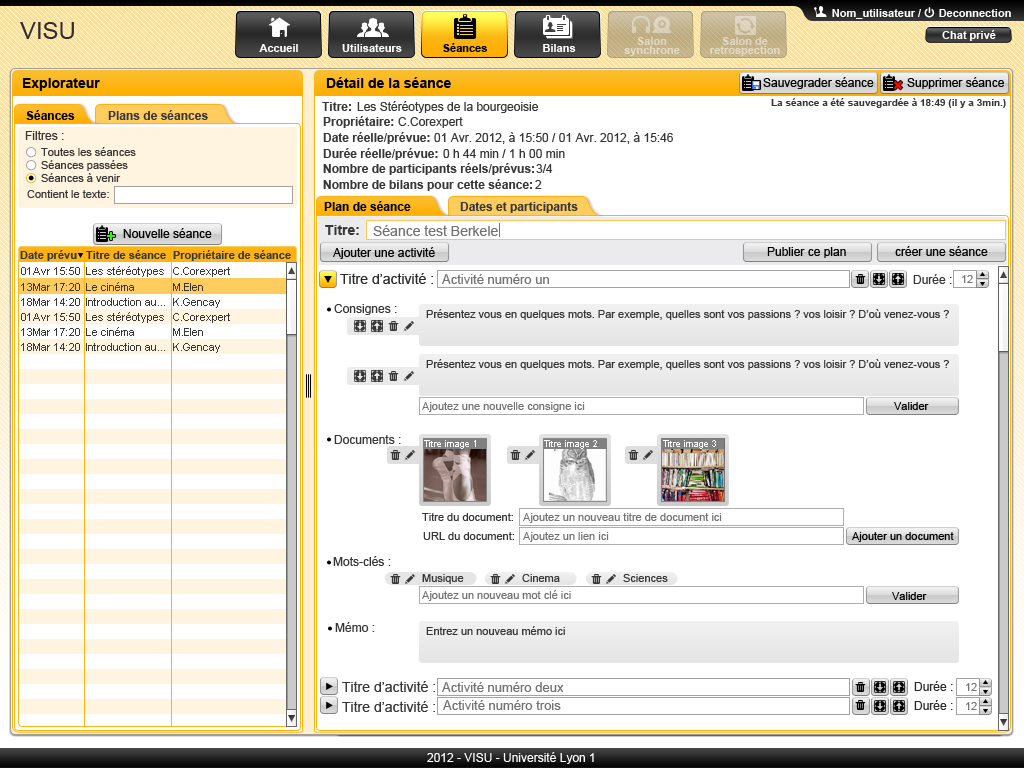 VISU
Accueil
Utilisateurs
Séances
Bilans
Salon synchrone
Salon de rétrospection
Nom_utilisateur / Deconnection
Chat privé
Explorateur
Séances
Plans de séances
Filtres :
Toutes les séances
Séances passées
Séances à venir
Contient le texte:
Nouvelle séance
Date prévu Titre de séance Propriétaire de séance
01Avr 15:50 Les stéréotypes C.Corexpert
13Mar 17:20 Le cinéma M.Elen
18Mar 14:20 Introduction au... K.Gencay
01Avr 15:50 Les stéréotypes C.Corexpert
13Mar 17:20 Le cinéma M.Elen
18Mar 14:20 Introduction au... K.Gencay
Détail de la séance
Sauvegrader séance
Supprimer séance
La séance a été sauvegardée à 18:49 (il y a 3min.)
Titre: Les Stéréotypes de la bourgeoisie
Propriétaire: C.Corexpert
Date réelle/prévue: 01 Avr. 2012, à 15:50 / 01 Avr. 2012, à 15:46
Durée réelle/prévue: 0 h 44 min / 1 h 00 min
Nombre de participants réels/prévus:3/4
Nombre de bilans pour cette séance: 2
Plan de séance
Dates et participants
Titre: Séance test Berkele
Ajouter une activité
Publier ce plan
créer une séance
Titre d'activité : Activité numéro un
Durée : 12
Consignes :
Présentez vous en quelques mots. Par exemple, quelles sont vos passions ? vos loisir ? D'où venez-vous ?
Présentez vous en quelques mots. Par exemple, quelles sont vos passions ? vos loisir ? D'où venez-vous ?
Ajoutez une nouvelle consigne ici
Valider
Documents :
Titre image 1
Titre image 2
Titre image 3
Titre du document: Ajoutez un nouveau titre de document ici
URL du document: Ajoutez un lien ici
Ajouter un document
Mots-clés :
Musique
Cinema
Sciences
Ajoutez un nouveau mot clé ici
Valider
Mémo :
Entrez un nouveau mémo ici
Titre d'activité : Activité numéro deux
Durée : 12
Titre d'activité : Activité numéro trois
Durée : 12
2012 - VISU - Université Lyon 1